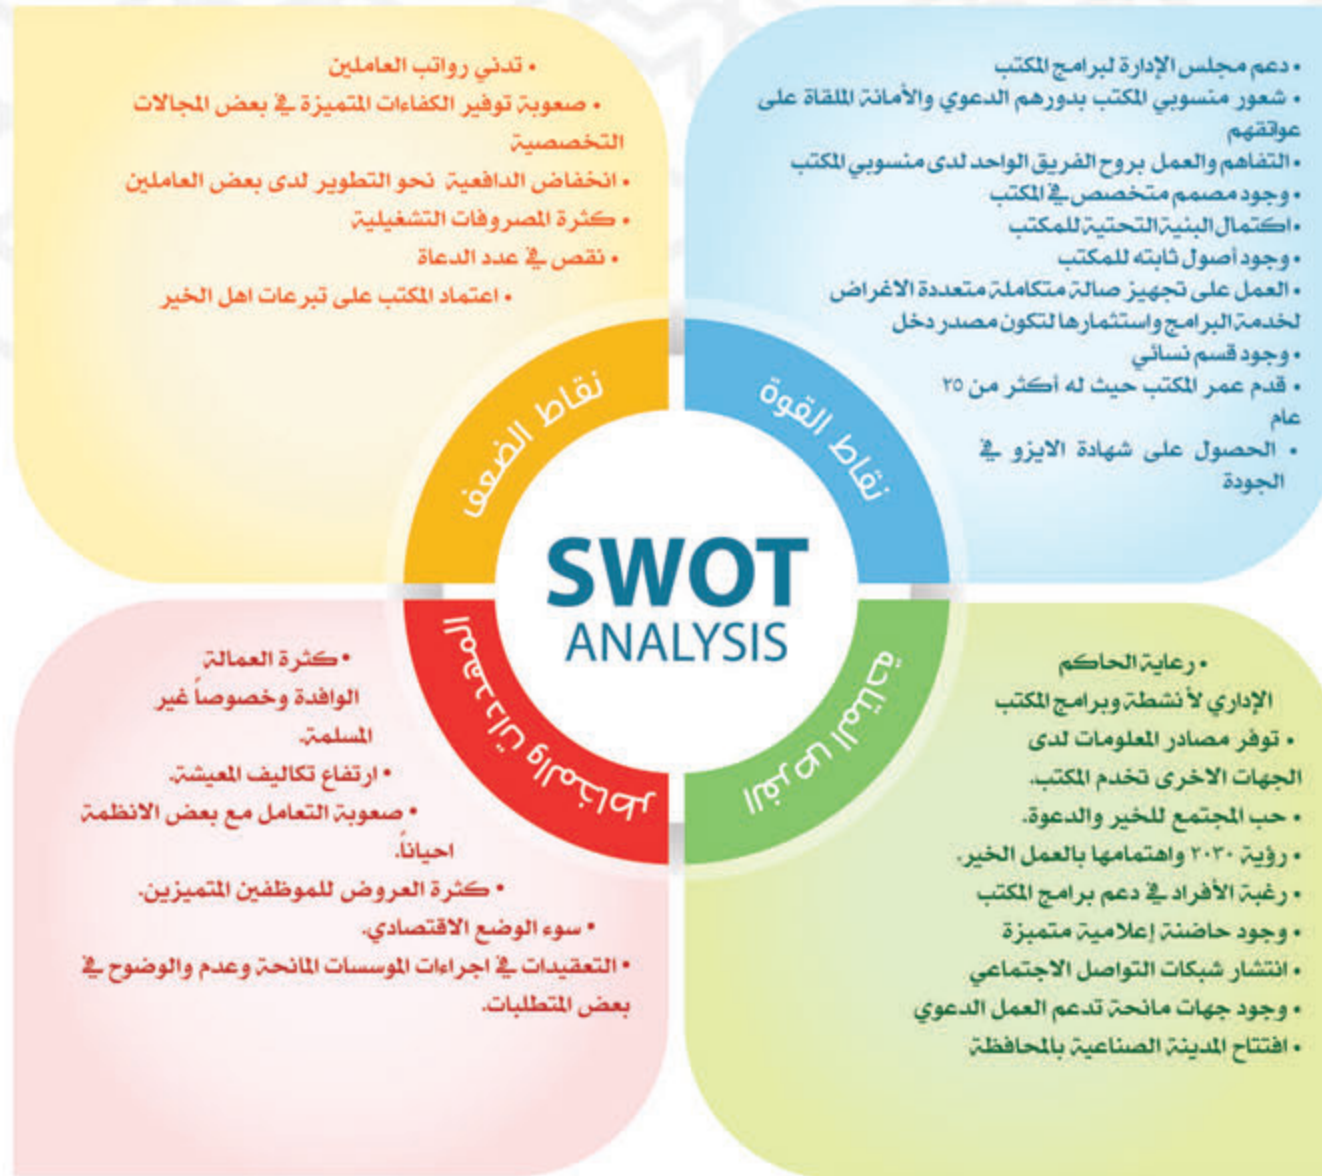 • دعم مجلس الإدارة لبرامج المكتب
• شعور منسوبي المكتب بدورهم الدعوي والأمانة الملقاة على
عواتقهم
• التفاهم والعمل بروح الفريق الواحد لدى منسوبي المكتب
• وجود مصمم متخصص في المكتب
• اكتمال البنية التحتية للمكتب
• وجود أصول ثابته للمكتب
• العمل على تجهيز صالة متكاملة متعددة الاغراض
لخدمة البرامج واستثمارها لتكون مصدر دخل
• وجود قسم نسائي
• قدم عمر المكتب حيث له أكثر من ٢٥
عام
• الحصول على شهادة الايزو في
الجودة
نقاط القوة
• تدني رواتب العاملين
• صعوبة توفير الكفاءات المتميزة في بعض المجالات
التخصصية
• انخفاض الدافعية نحو التطوير لدى بعض العاملين
• كثرة المصروفات التشغيلية
• نقص في عدد الدعاة
• اعتماد المكتب على تبرعات اهل الخير
نقاط الضعف
SWOT
ANALYSIS
• رعاية الحاكم
الإداري لأنشطة وبرامج المكتب
• توفر مصادر المعلومات لدى
الجهات الاخرى تخدم المكتب.
• حب المجتمع للخير والدعوة.
• رؤية ٢٠٣٠ واهتمامها بالعمل الخير.
• رغبة الأفراد في دعم برامج المكتب
• وجود حاضنة إعلامية متميزة
• انتشار شبكات التواصل الاجتماعي
• وجود جهات مانحة تدعم العمل الدعوي
• افتتاح المدينة الصناعية بالمحافظة
الفرص المتاحة
• كثرة العمالة
الوافدة وخصوصاً غير
المسلمة.
• ارتفاع تكاليف المعيشة.
• صعوبة التعامل مع بعض الانظمة
احياناً.
• كثرة العروض للموظفين المتميزين.
• سوء الوضع الاقتصادي.
• التعقيدات في اجراءات الموسسات المانحة وعدم والوضوح في
بعض المتطلبات.
المهددات والمخاطر